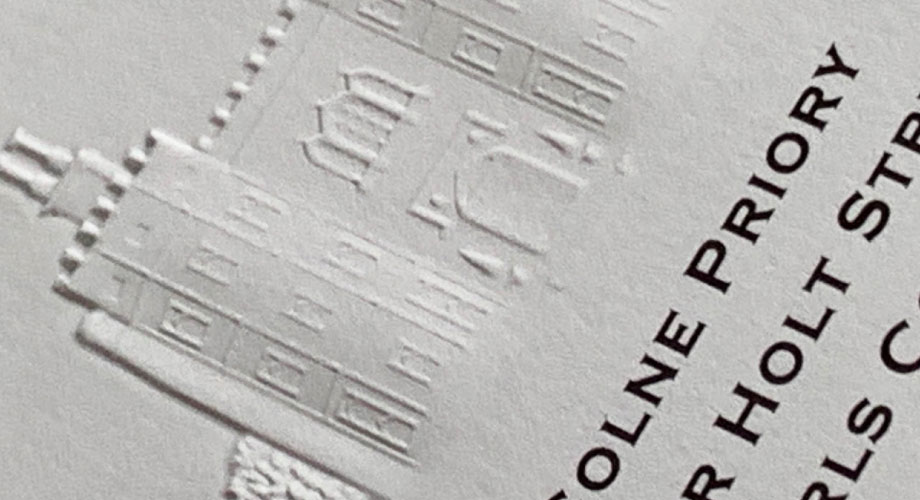 OLNE PRIORY
R HOLT STR
RLS C